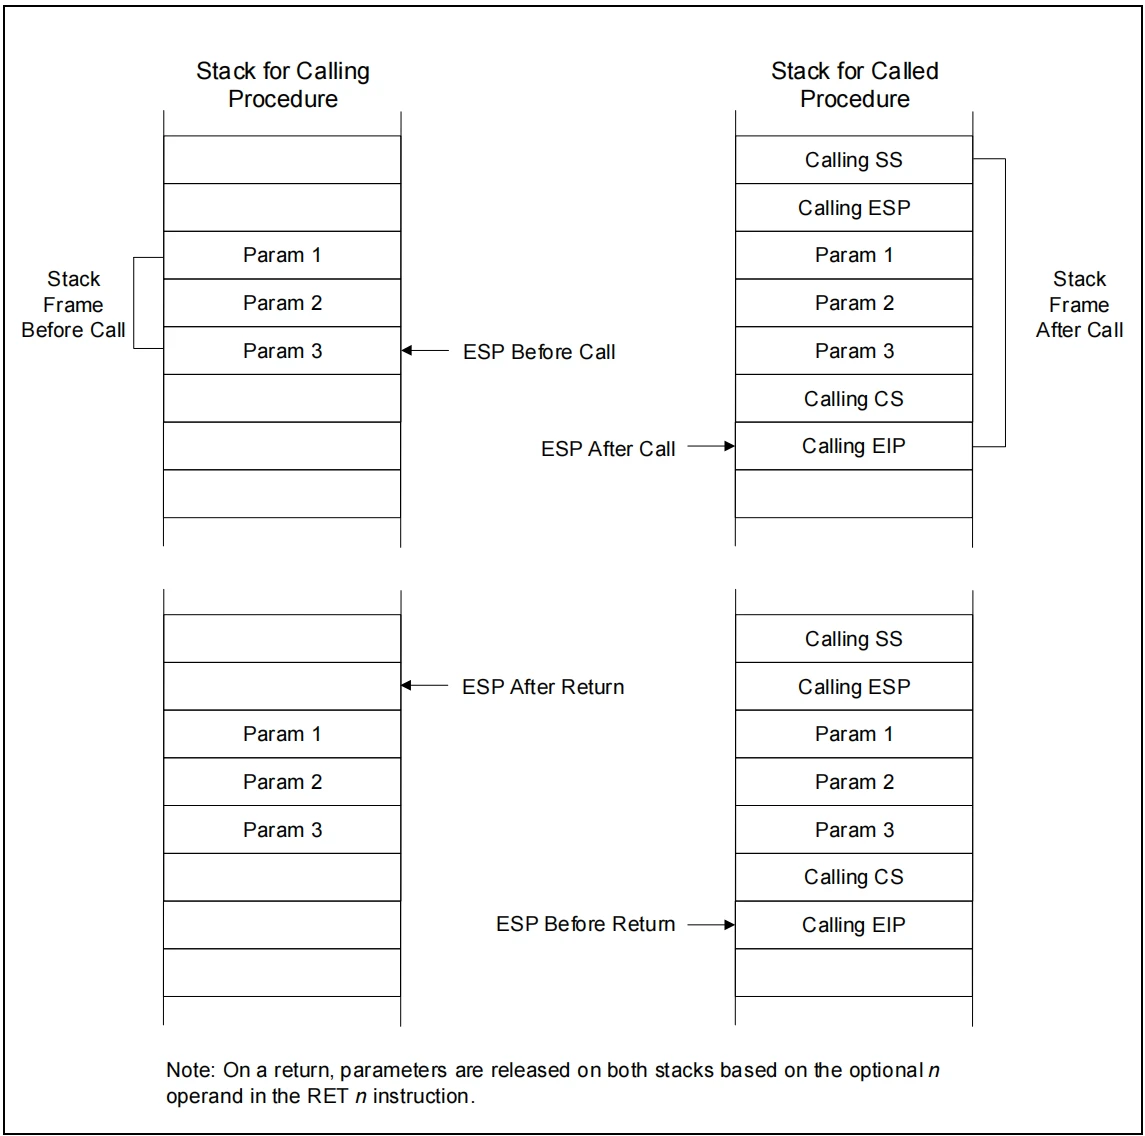 Stack for Calling
Procedure
Stack for Called
Procedure
Stack
Frame
Before Call
Param 1
Param 2
Param 3
ESP Before Call
ESP After Call
Calling SS
Calling ESP
Param 1
Param 2
Param 3
Calling CS
Calling EIP
Stack
Frame
After Call
Param 1
Param 2
Param 3
ESP After Return
ESP Before Return
Calling SS
Calling ESP
Param 1
Param 2
Param 3
Calling CS
Calling EIP
Note: On a return, parameters are released on both stacks based on the optional n
operand in the RET n instruction.